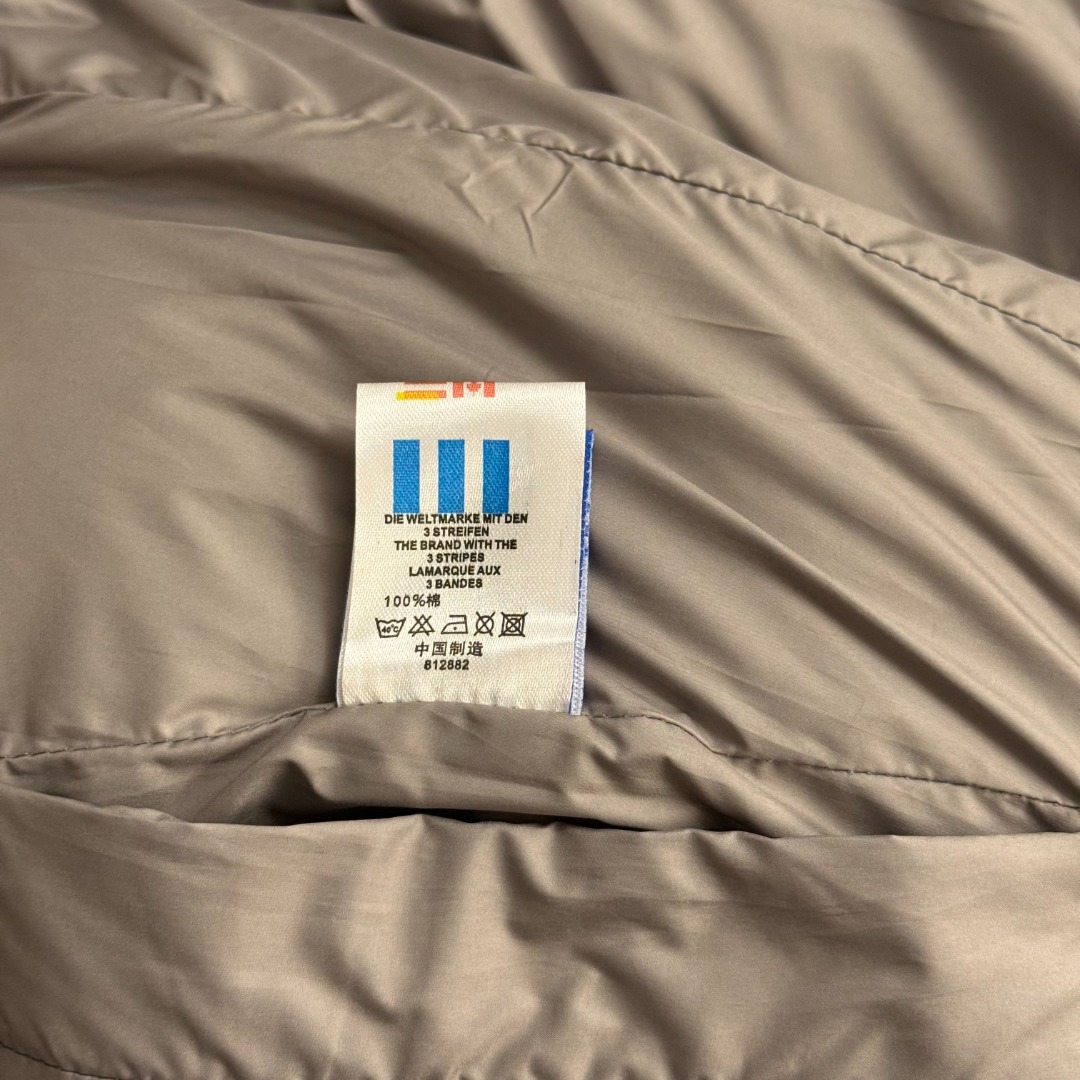 DIE WELTMARKE MIT DEN
3 STREIFEN
THE BRAND WITH THE
3 STRIPES
LAMARQUE AUX
3 BANDES
100%棉
40°C
中国制造
812882